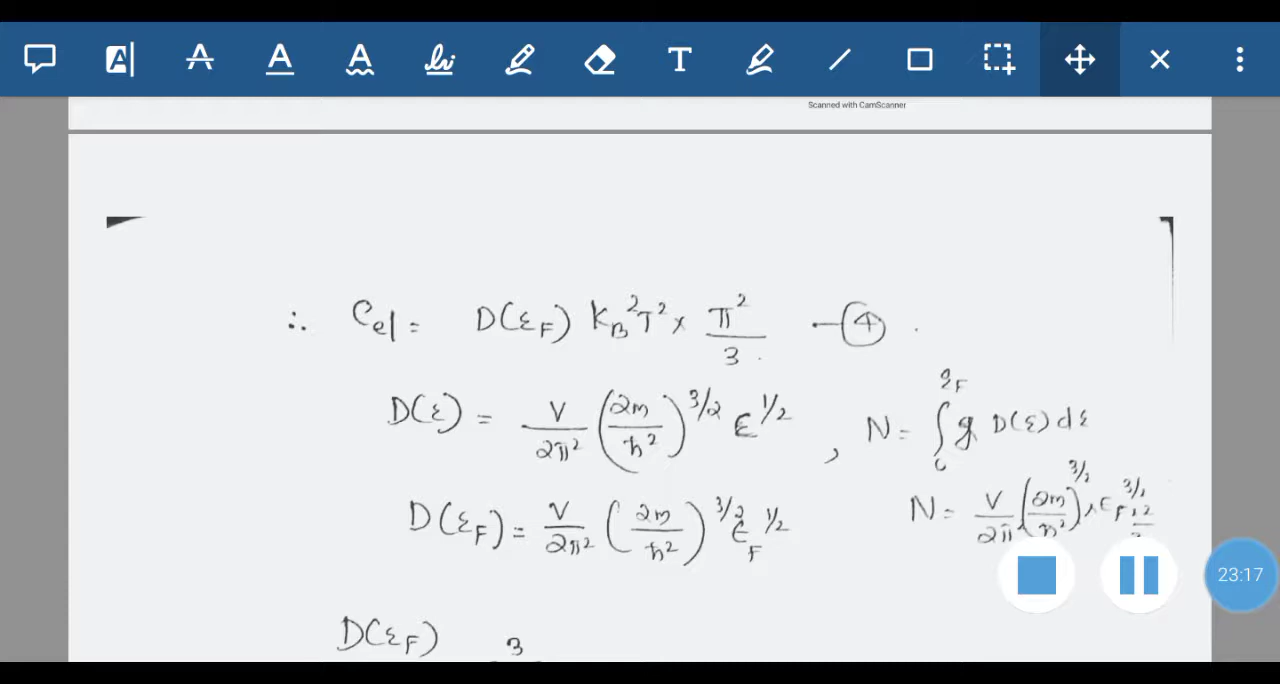 Scanned with CamScanner
∴ Cel = D(εF) KB²T² × π²/3 —④
D(ε) = V/2π² (2m/ħ²)^3/2 ε^1/2 , N = ∫₀^εF g D(ε) dε
D(εF) = V/2π² (2m/ħ²)^3/2 εF^1/2
N = V/2π² (2m/ħ²)^3/2 × εF^3/2
23:17
D(εF)
3